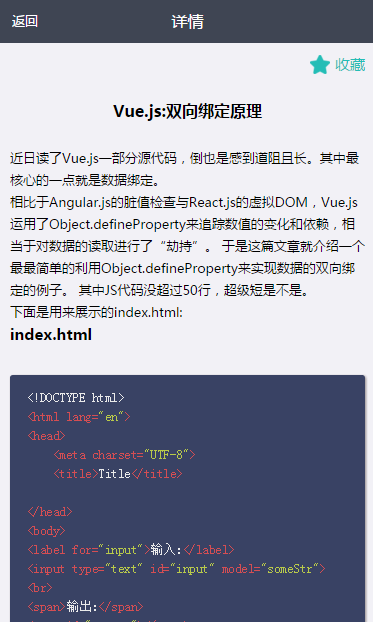 返回
详情
收藏
Vue.js:双向绑定原理
近日读了Vue.js一部分源代码，倒也是感到道阻且长。其中最
核心的一点就是数据绑定。
相比于Angular.js的脏值检查与React.js的虚拟DOM，Vue.js
运用了Object.defineProperty来追踪数值的变化和依赖，相
当于对数据的读取进行了“劫持”。 于是这篇文章就介绍一个
最最简单的利用Object.defineProperty来实现数据的双向绑
定的例子。 其中JS代码没超过50行，超级短是不是。
下面是用来展示的index.html:
index.html
<!DOCTYPE html>
<html lang="en">
<head>
<meta charset="UTF-8">
<title>Title</title>
</head>
<body>
<label for="input">输入:</label>
<input type="text" id="input" model="someStr">
<br>
<span>输出:</span>